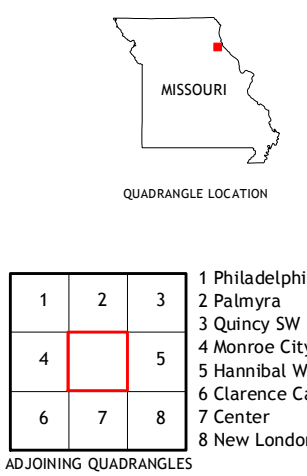 MISSOURI
QUADRANGLE LOCATION
1 2 3
4 5
6 7 8
1 Philadelphi
2 Palmyra
3 Quincy SW
4 Monroe City
5 Hannibal W
6 Clarence Ca
7 Center
8 New London
ADJOINING QUADRANGLES